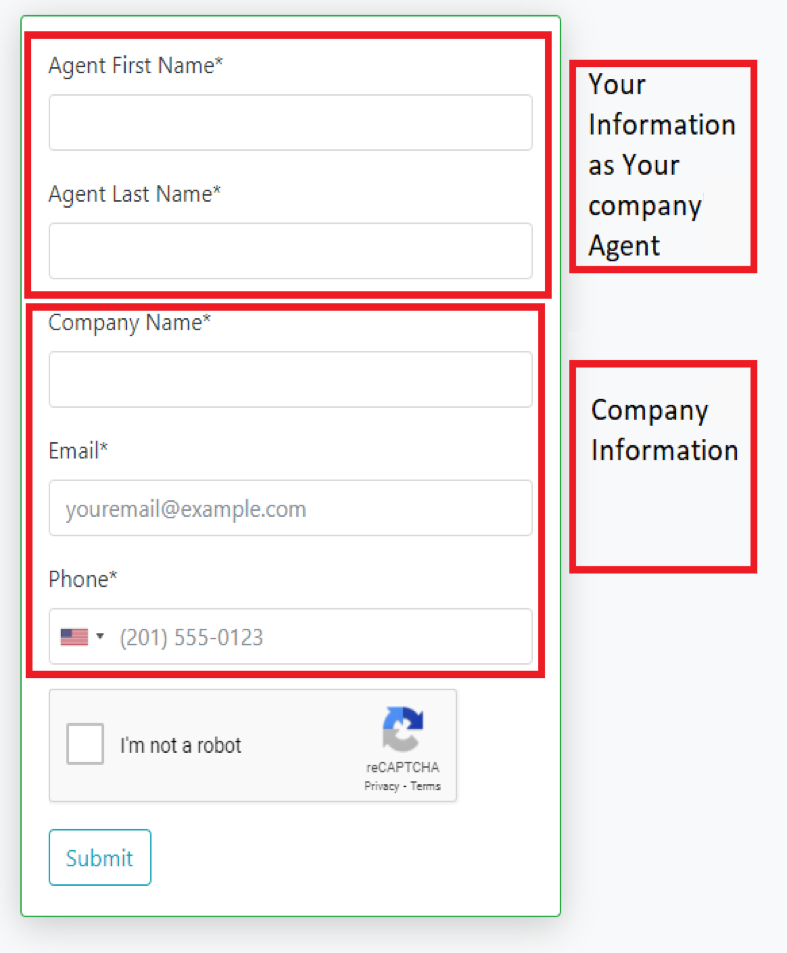 Agent First Name*
Your
Information
as Your
company
Agent
Agent Last Name*
Company Name*
Company
Information
Email*
youremail@example.com
Phone*
(201) 555-0123
I'm not a robot
reCAPTCHA
Privacy - Terms
Submit